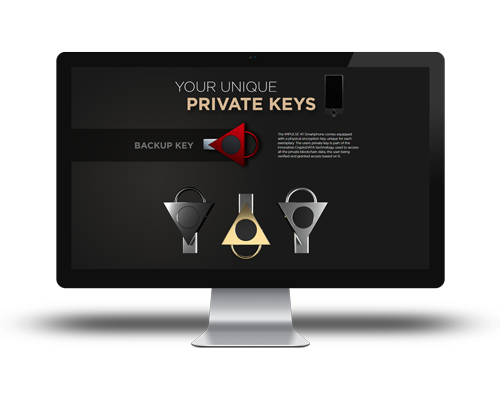 YOUR UNIQUE
PRIVATE KEYS
BACKUP KEY
The IMPULSE K1 Smartphone comes equipped
with a physical encryption key, unique for each
exemplary. The users private key is part of the
innovative CryptoDATA technology used to access
all the private blockchain data, the user being
verified and granted access based on it.